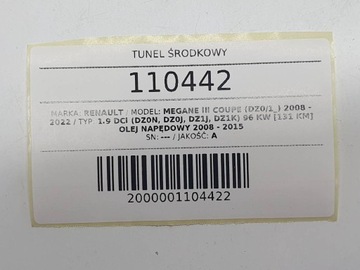 TUNEL ŚRODKOWY
110442
MARKA: RENAULT / MODEL: MEGANE III COUPE (DZ0/1_) 2008 -
2022 / TYP: 1.9 DCI (DZ0N, DZ0J, DZ1J, DZ1K) 96 KW [131 KM]
OLEJ NAPĘDOWY 2008 - 2015
SN: --- / JAKOŚĆ: A
2000001104422